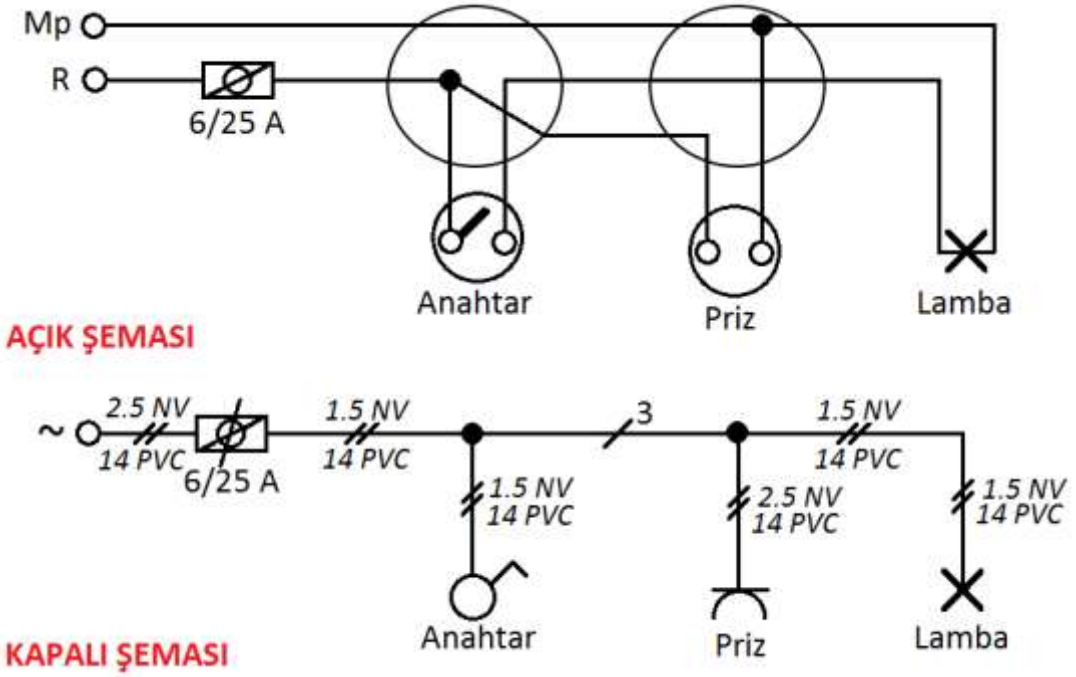 Mp
R
6/25 A
Anahtar
Priz
Lamba
AÇIK ŞEMASI
~
2.5 NV
14 PVC
6/25 A
1.5 NV
14 PVC
3
1.5 NV
14 PVC
1.5 NV
14 PVC
2.5 NV
14 PVC
1.5 NV
14 PVC
Anahtar
Priz
Lamba
KAPALI ŞEMASI